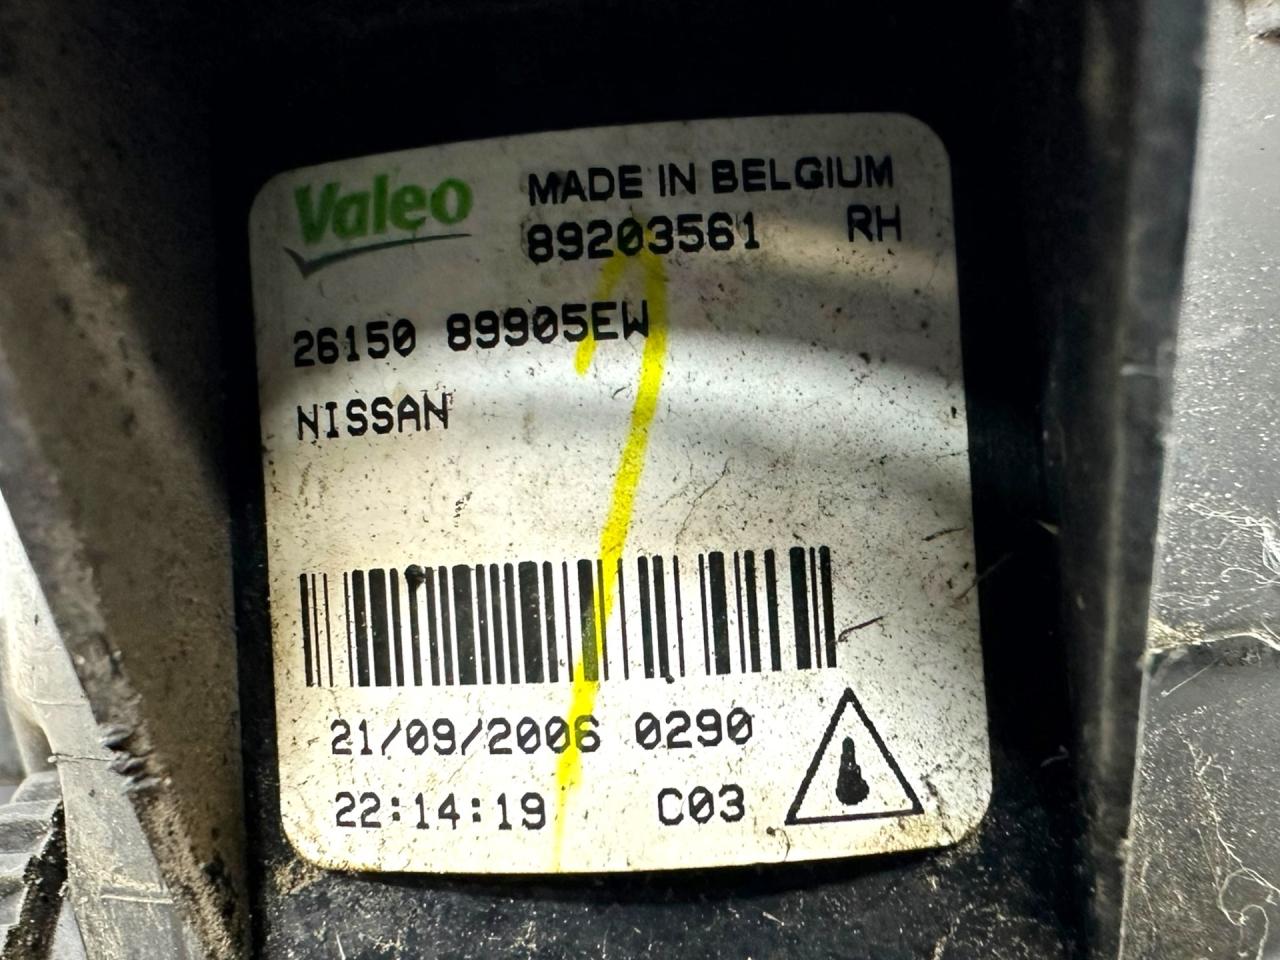 Valeo MADE IN BELGIUM
89203561 RH
26150 89905EW
NISSAN
21/09/2006 0290
22:14:19 C03